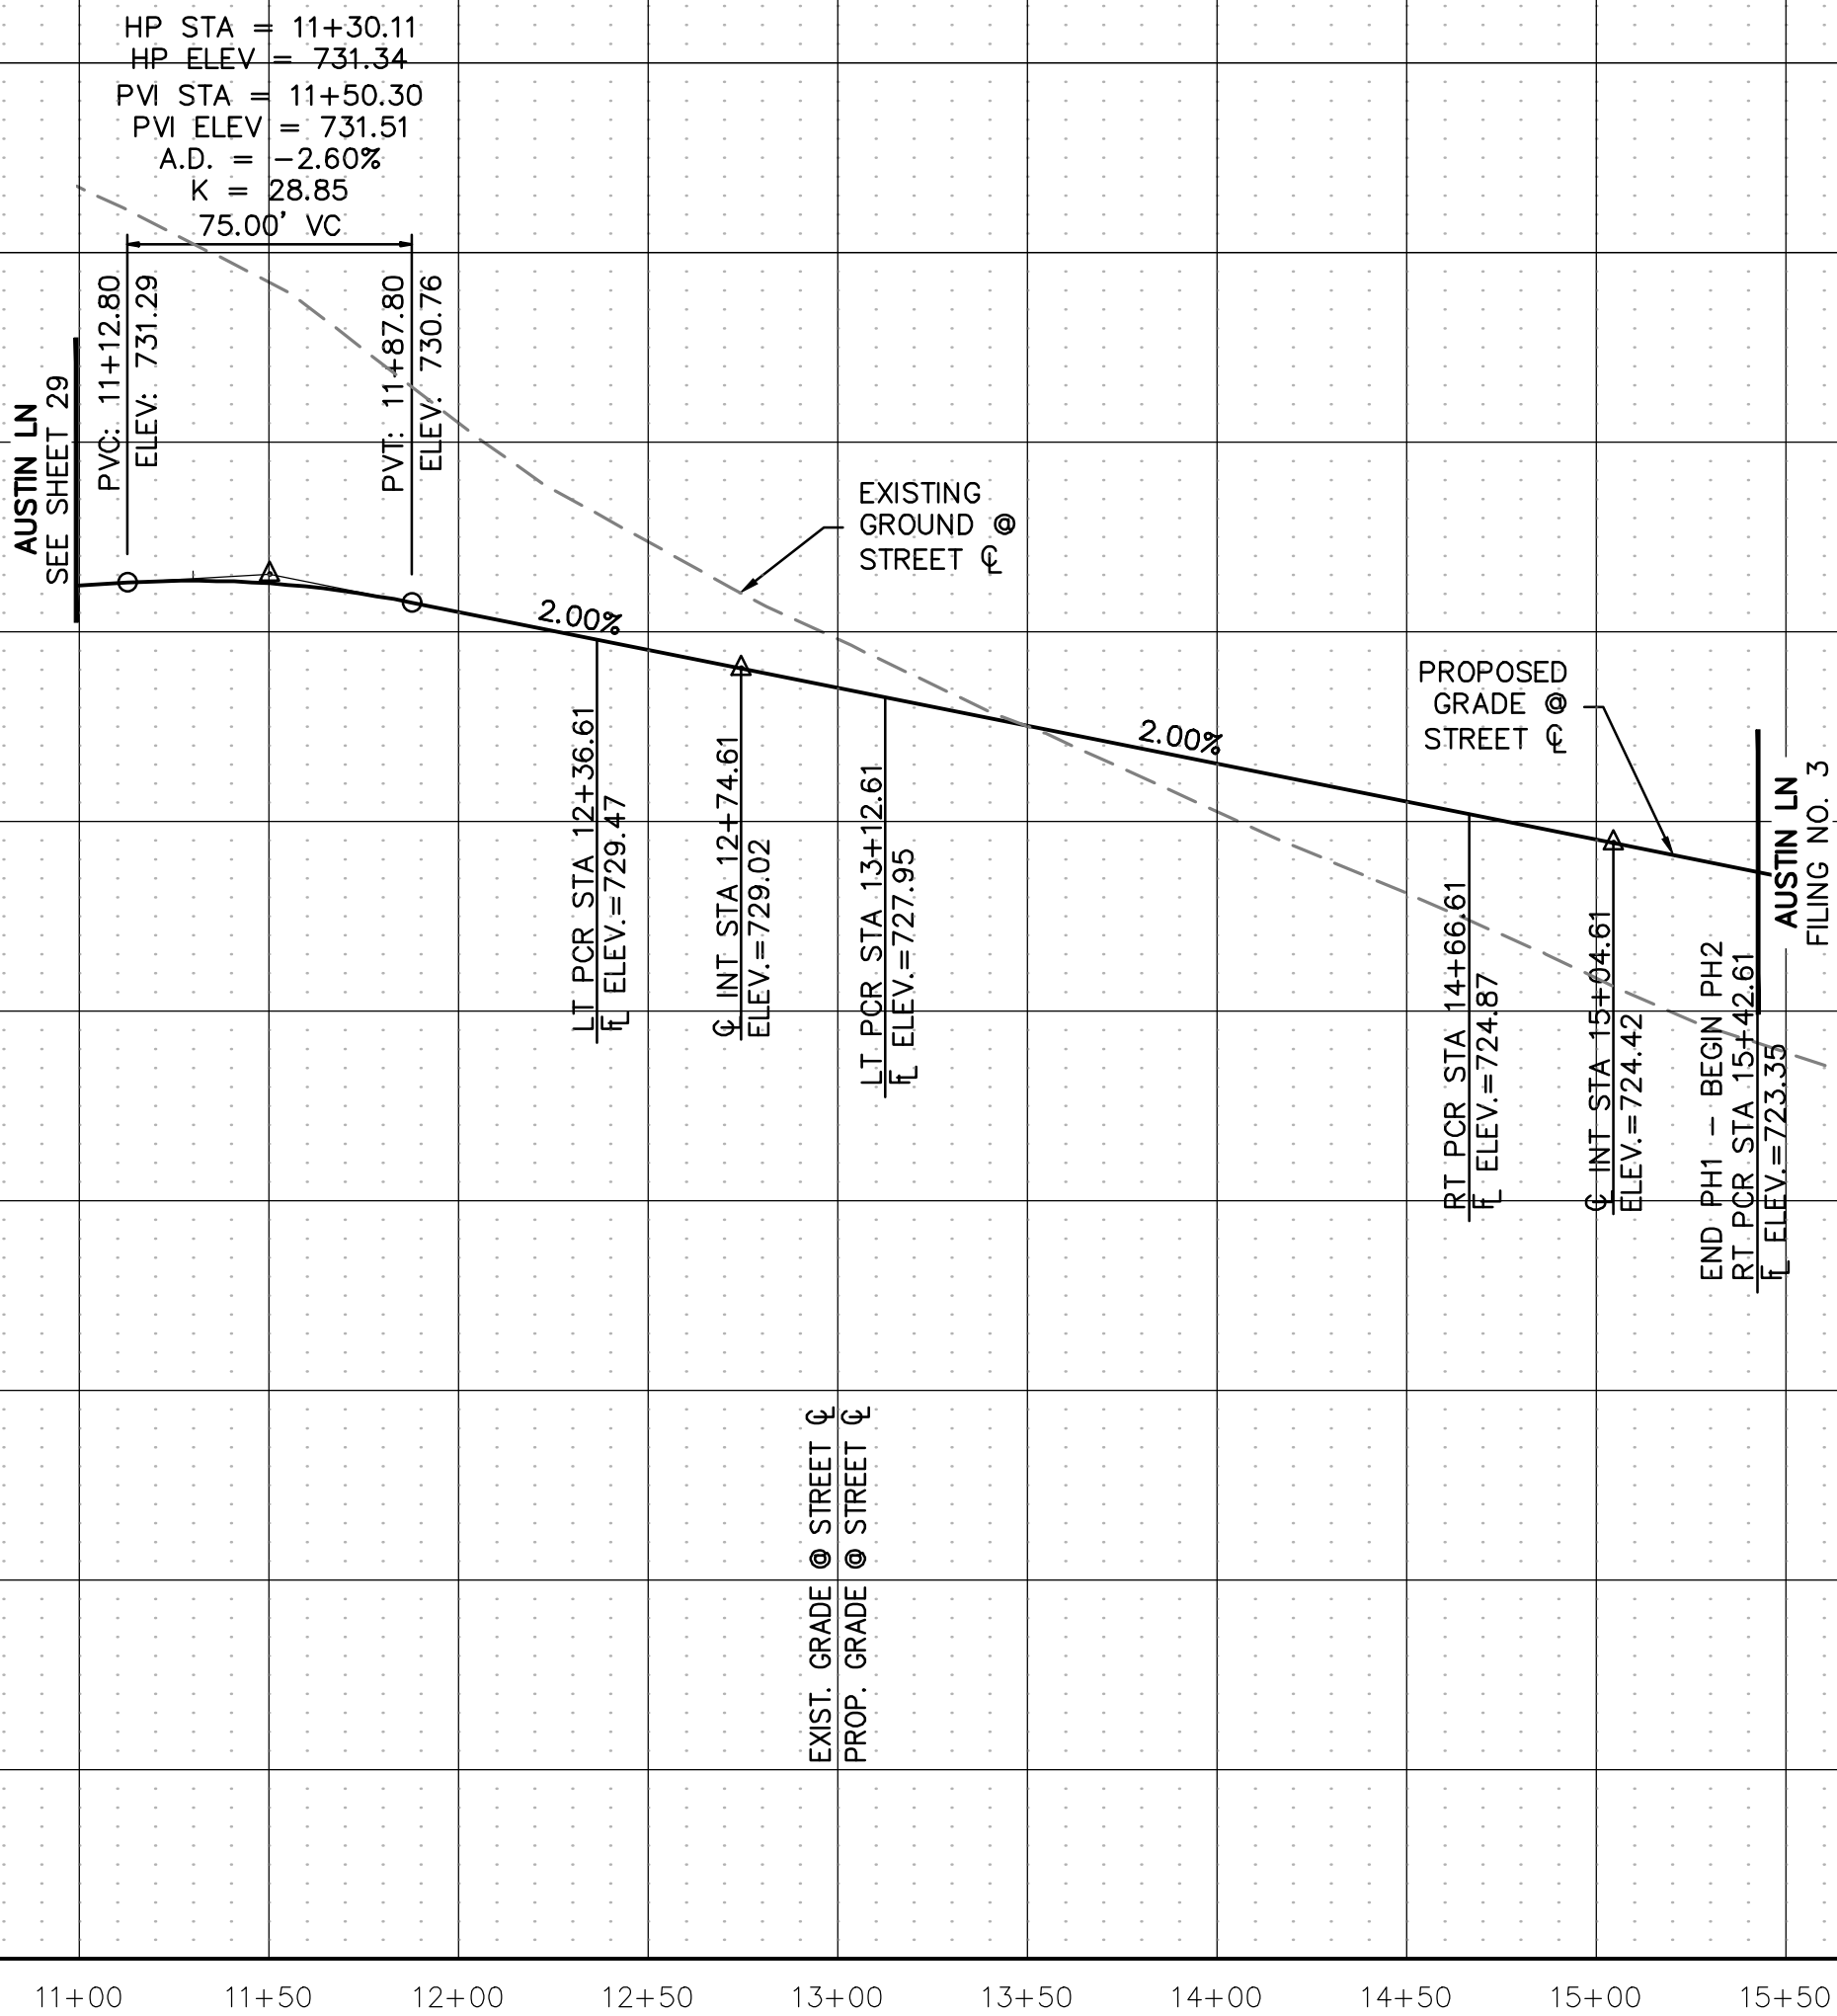 HP STA = 11+30.11
HP ELEV = 731.34
PVI STA = 11+50.30
PVI ELEV = 731.51
A.D. = -2.60%
K = 28.85
75.00' VC
AUSTIN LN
SEE SHEET 29
PVC: 11+12.80
ELEV: 731.29
PVT: 11+87.80
ELEV: 730.76
EXISTING
GROUND @
STREET ℄
2.00%
LT PCR STA 12+36.61
FL ELEV.=729.47
℄ INT STA 12+74.61
ELEV.=729.02
LT PCR STA 13+12.61
FL ELEV.=727.95
2.00%
PROPOSED
GRADE @
STREET ℄
RT PCR STA 14+66.61
FL ELEV.=724.87
℄ INT STA 15+04.61
ELEV.=724.42
END PH1 - BEGIN PH2
RT PCR STA 15+42.61
FL ELEV.=723.35
AUSTIN LN
FILING NO. 3
EXIST. GRADE @ STREET ℄
PROP. GRADE @ STREET ℄
11+00 11+50 12+00 12+50 13+00 13+50 14+00 14+50 15+00 15+50